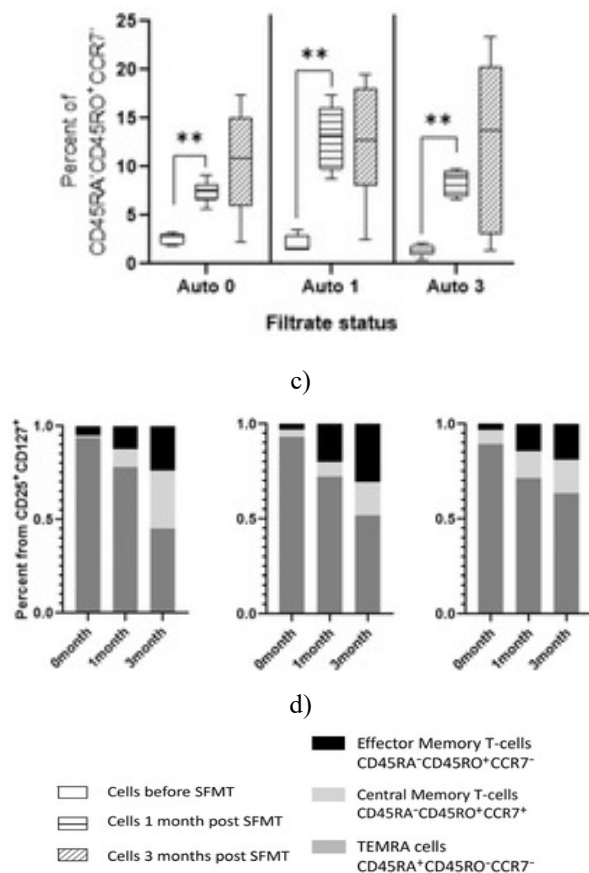 Percent of
CD45RA⁻CD45RO⁺CCR7⁻
25
20
15
10
5
0
** ** **
Auto 0 Auto 1 Auto 3
Filtrate status
c)
Percent from CD25⁺CD127⁺
1.0 1.0 1.0
0.5 0.5 0.5
0.0 0.0 0.0
0month 1month 3month 0month 1month 3month 0month 1month 3month
d)
Effector Memory T-cells
CD45RA⁻CD45RO⁺CCR7⁻
Cells before SFMT
Central Memory T-cells
CD45RA⁻CD45RO⁺CCR7⁺
Cells 1 month post SFMT
Cells 3 months post SFMT
TEMRA cells
CD45RA⁺CD45RO⁻CCR7⁻